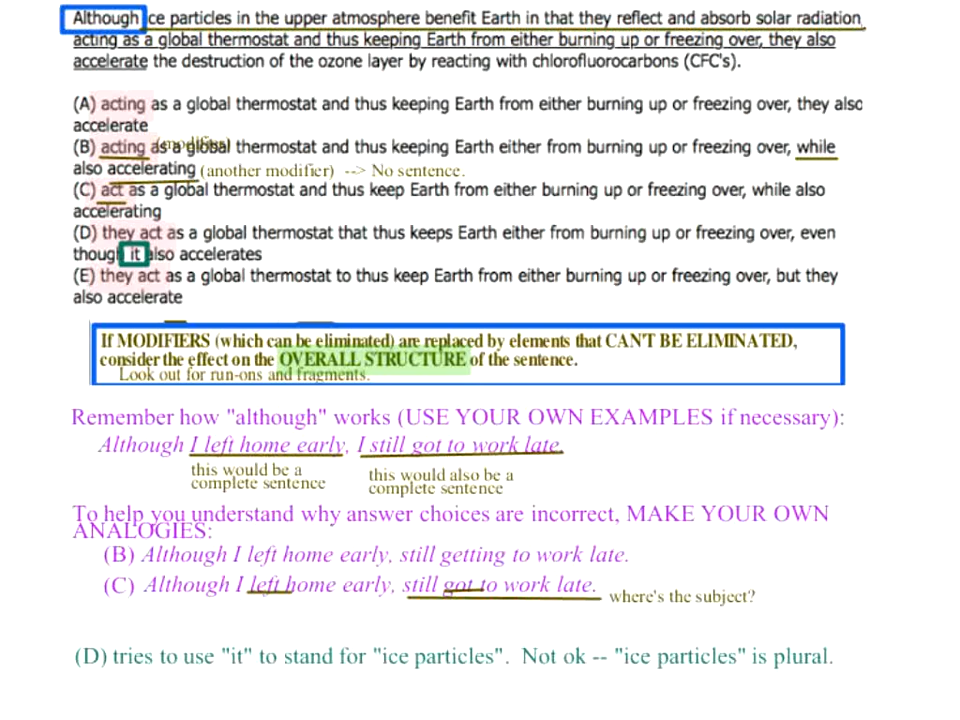 Although ice particles in the upper atmosphere benefit Earth in that they reflect and absorb solar radiation,
acting as a global thermostat and thus keeping Earth from either burning up or freezing over, they also
accelerate the destruction of the ozone layer by reacting with chlorofluorocarbons (CFC's).
(A) acting as a global thermostat and thus keeping Earth from either burning up or freezing over, they also
accelerate
(modifier)
(B) acting as a global thermostat and thus keeping Earth either from burning up or freezing over, while
also accelerating (another modifier) --> No sentence.
(C) act as a global thermostat and thus keep Earth from either burning up or freezing over, while also
accelerating
(D) they act as a global thermostat that thus keeps Earth either from burning up or freezing over, even
though it also accelerates
(E) they act as a global thermostat to thus keep Earth from either burning up or freezing over, but they
also accelerate
If MODIFIERS (which can be eliminated) are replaced by elements that CAN'T BE ELIMINATED,
consider the effect on the OVERALL STRUCTURE of the sentence.
Look out for run-ons and fragments.
Remember how "although" works (USE YOUR OWN EXAMPLES if necessary):
Although I left home early, I still got to work late.
this would be a
complete sentence
this would also be a
complete sentence
To help you understand why answer choices are incorrect, MAKE YOUR OWN
ANALOGIES:
(B) Although I left home early, still getting to work late.
(C) Although I left home early, still got to work late. where's the subject?
(D) tries to use "it" to stand for "ice particles". Not ok -- "ice particles" is plural.